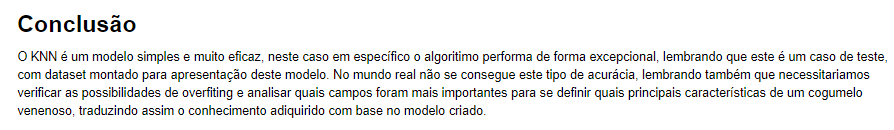 Conclusão
O KNN é um modelo simples e muito eficaz, neste caso em específico o algoritimo performa de forma excepcional, lembrando que este é um caso de teste,
com dataset montado para apresentação deste modelo. No mundo real não se consegue este tipo de acurácia, lembrando também que necessitariamos
verificar as possibilidades de overfiting e analisar quais campos foram mais importantes para se definir quais principais características de um cogumelo
venenoso, traduzindo assim o conhecimento adiquirido com base no modelo criado.